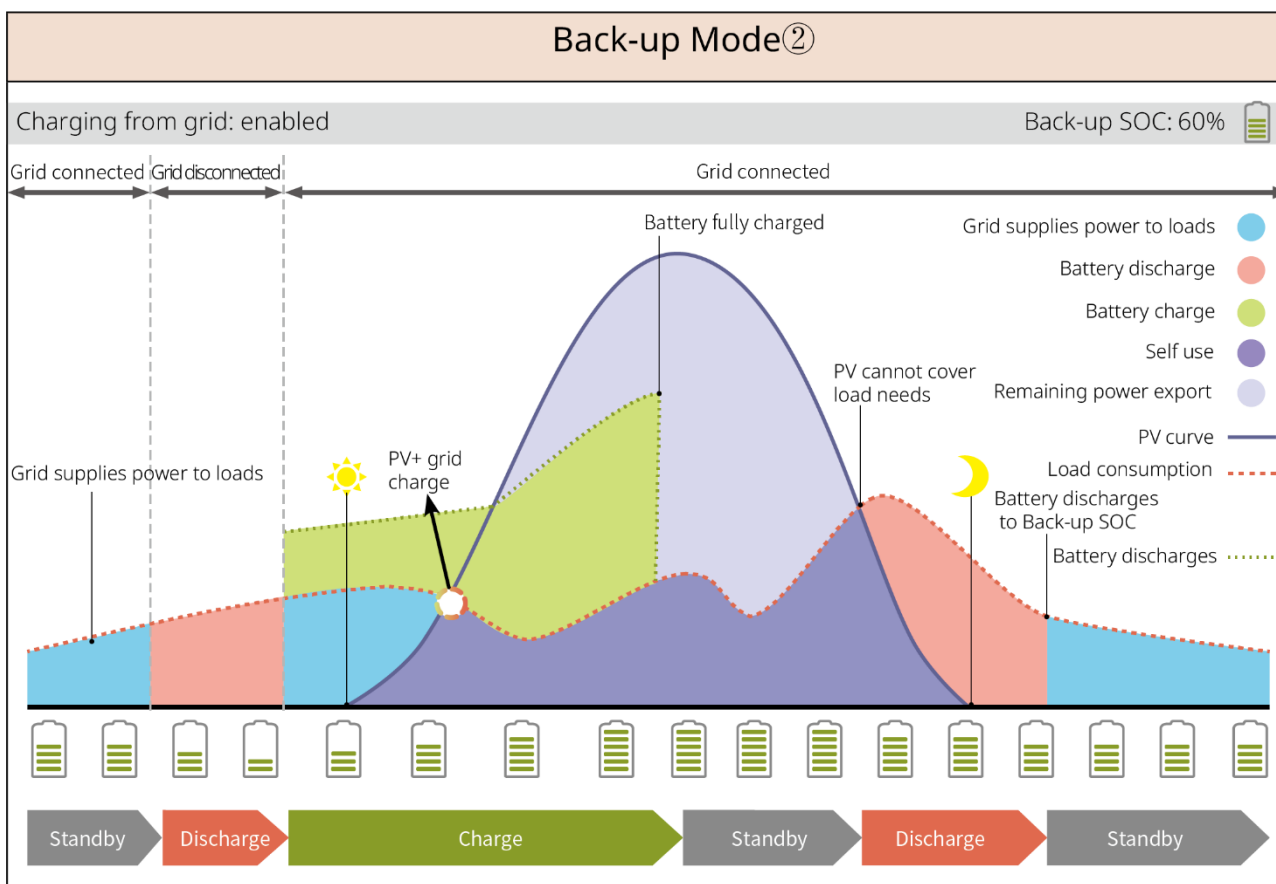 Back-up Mode②
Charging from grid: enabled
Back-up SOC: 60%
Grid connected
Grid disconnected
Grid connected
Battery fully charged
Grid supplies power to loads
Battery discharge
Battery charge
Self use
Remaining power export
PV curve
Load consumption
Battery discharges
PV cannot cover
load needs
Grid supplies power to loads
PV+ grid
charge
Battery discharges
to Back-up SOC
Standby
Discharge
Charge
Standby
Discharge
Standby